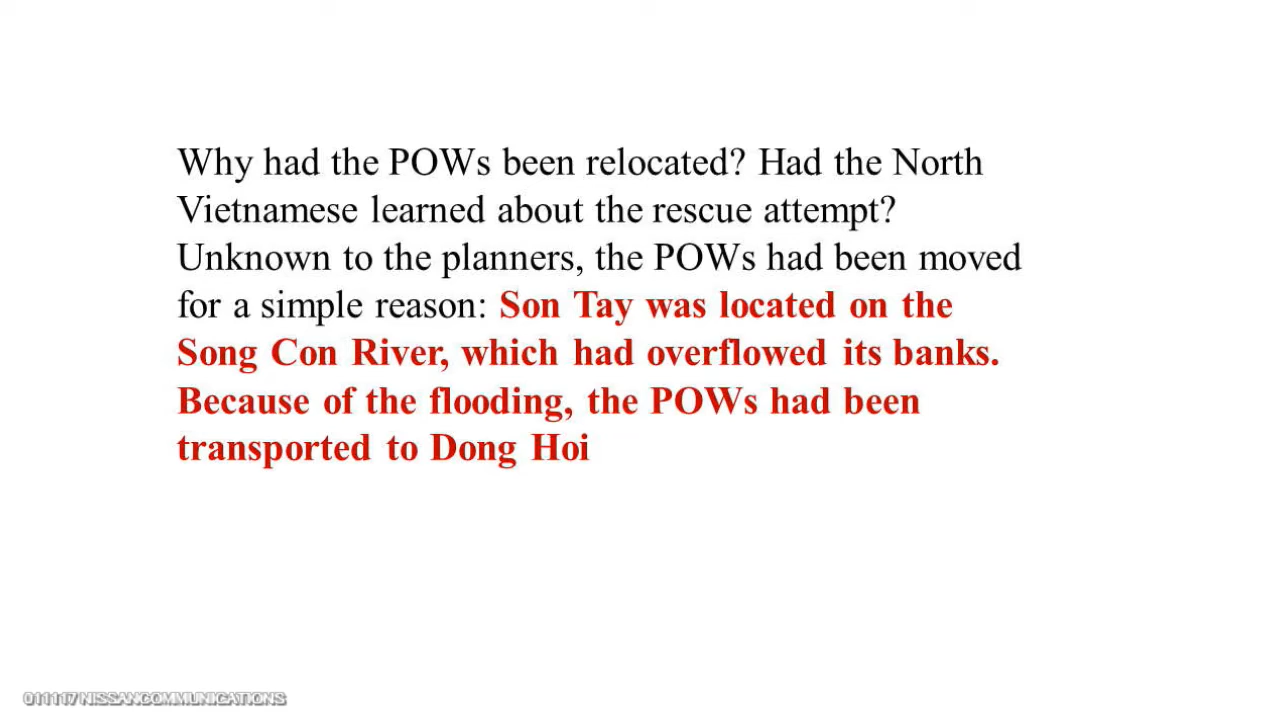 Why had the POWs been relocated? Had the North
Vietnamese learned about the rescue attempt?
Unknown to the planners, the POWs had been moved
for a simple reason: Son Tay was located on the
Song Con River, which had overflowed its banks.
Because of the flooding, the POWs had been
transported to Dong Hoi
011117 NISSANCOMMUNICATIONS